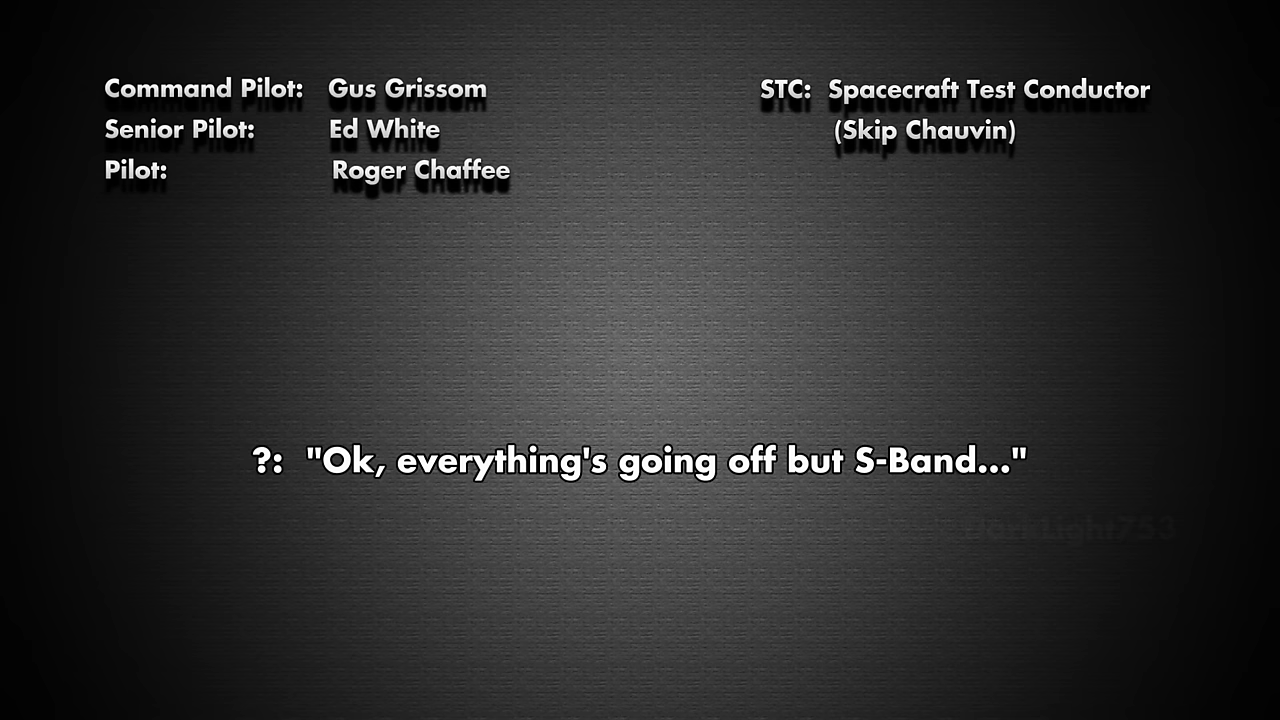 Command Pilot: Gus Grissom
Senior Pilot: Ed White
Pilot: Roger Chaffee
STC: Spacecraft Test Conductor
(Skip Chauvin)
?: "Ok, everything's going off but S-Band..."
DarkLight753